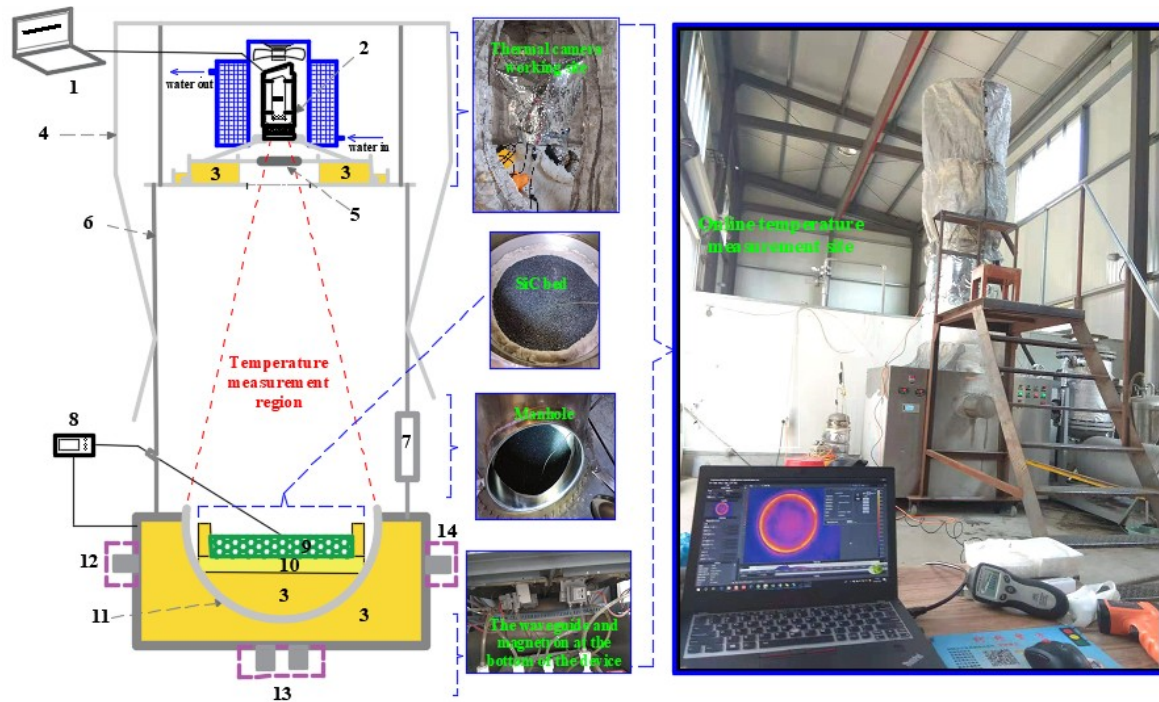 1
water out
2
Thermal camera
working site
4
water in
3
3
5
6
SiC bed
Online temperature
measurement site
Temperature
measurement
region
Manhole
8
7
9
10
12
14
3
3
11
The waveguide and
magnetron at the
bottom of the device
13
ThinkPad